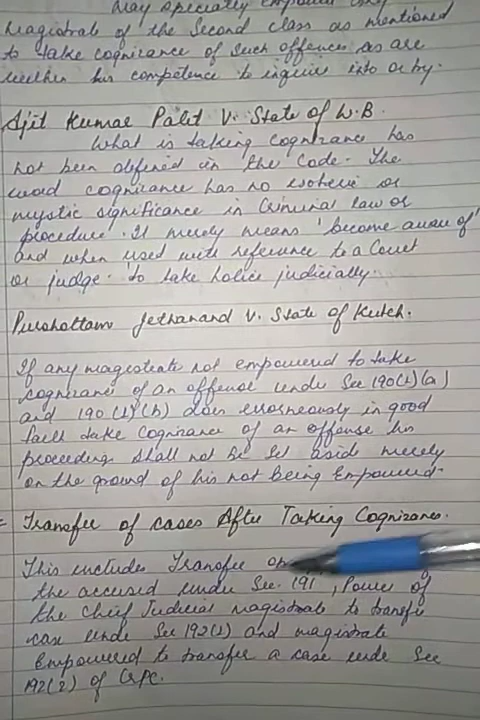 may specially empower any
Magistrate of the Second class as mentioned
to take cognizance of such offences as are
within his competence to inquire into or try.
Ajit Kumar Palit V. State of W.B.
What is taking cognizance has
not been defined in the Code. The
word cognizance has no esoteric or
mystic significance in Criminal law or
procedure. It merely means 'become aware of'
and when used with reference to a Court
or judge. 'to take notice judicially.
Purshottam Jethanand V. State of Kutch.
If any magistrate not empowered to take
cognizance of an offense under Sec 190(1)(a)
and 190(1)(b) does erroneously in good
faith take cognizance of an offense his
proceeding shall not be set aside merely
on the ground of his not being empowered.
= Transfer of cases After Taking Cognizance.
This includes Transfer on
the accused under Sec. 191, Power of
the Chief Judicial magistrate to transfer
case under Sec 192(1) and magistrate
empowered to transfer a case under Sec
192(2) of CrPC.